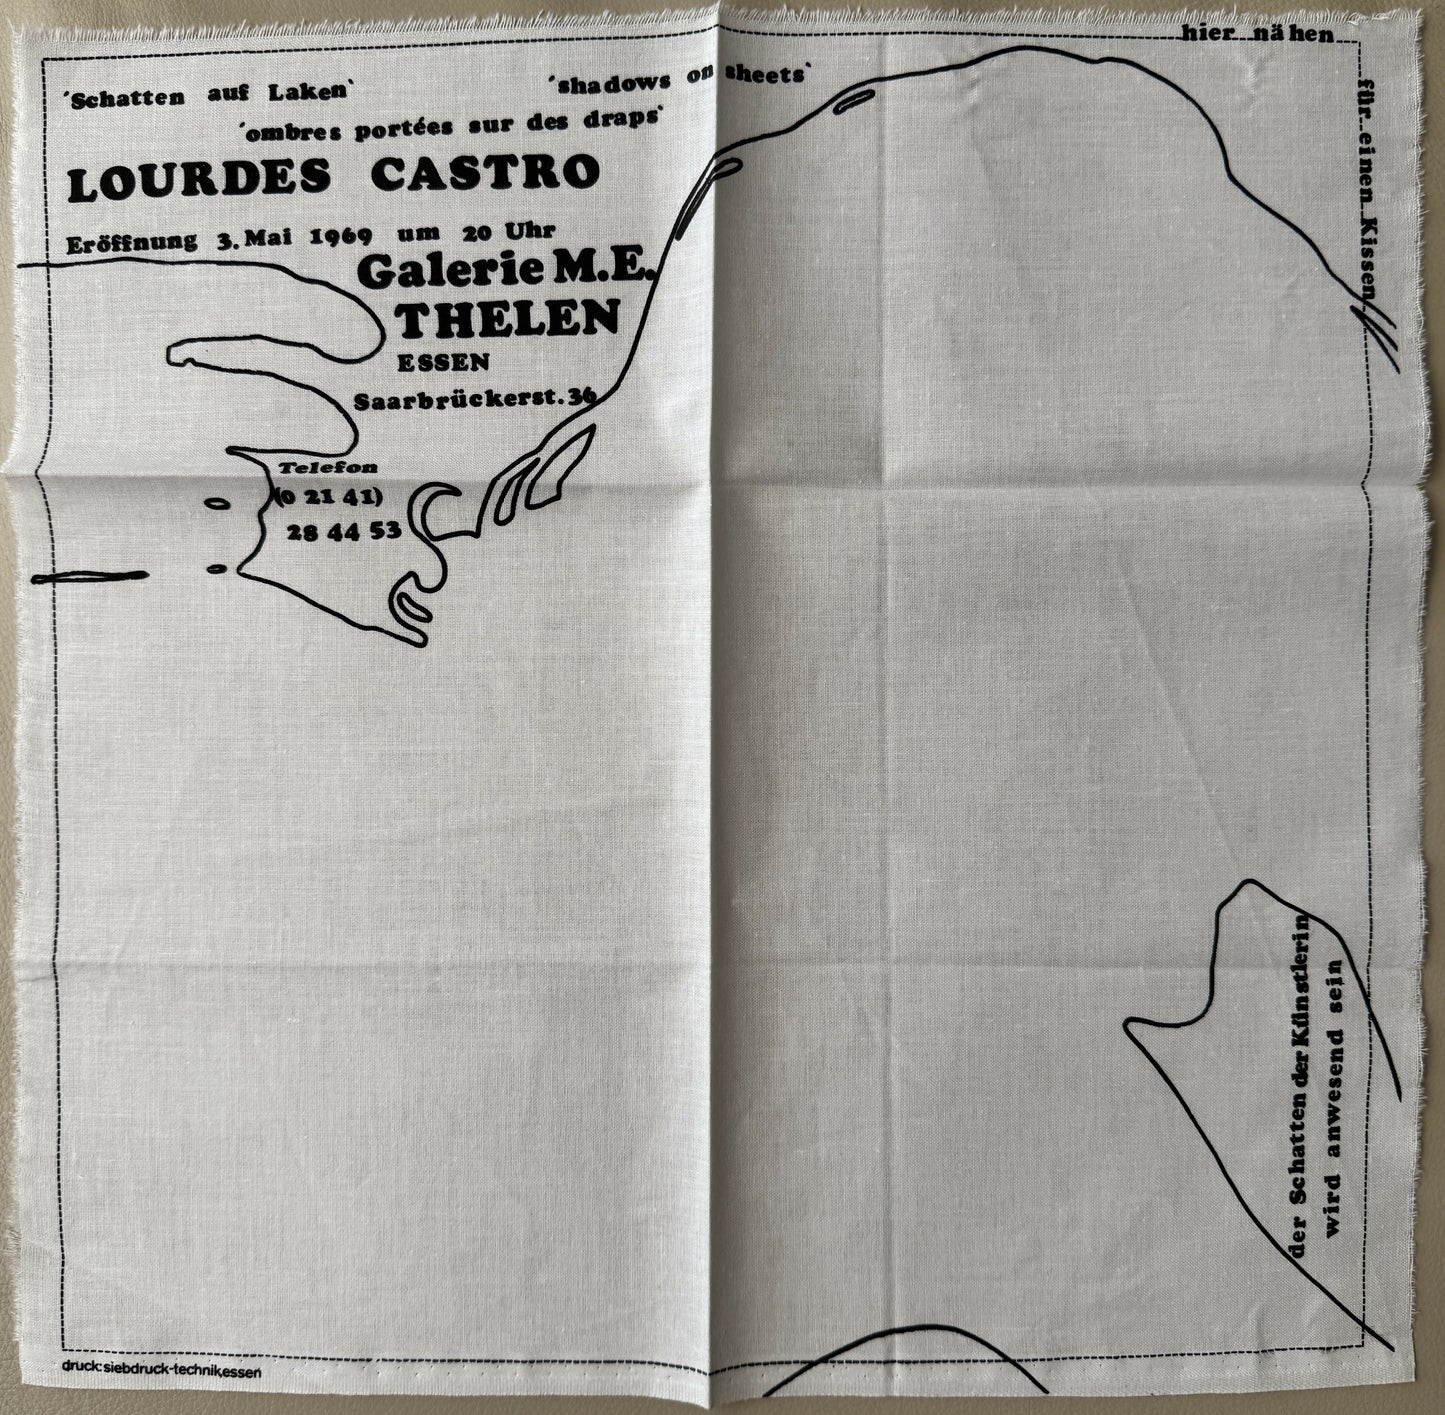 hier nähen
für einen Kissen
´Schatten auf Laken`
´shadows on sheets`
´ombres portées sur des draps`
LOURDES CASTRO
Eröffnung 3. Mai 1969 um 20 Uhr
Galerie M.E.
THELEN
ESSEN
Saarbrückerst. 36
Telefon
(0 21 41)
28 44 53
der Schatten der Künstlerin
wird anwesend sein
druck: siebdruck-technik,essen